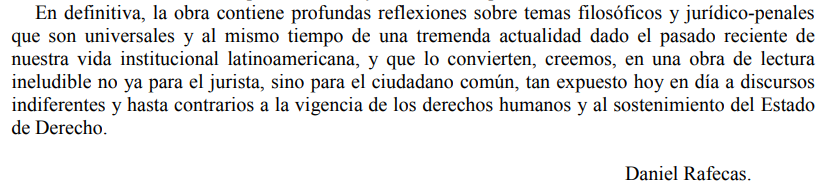 En definitiva, la obra contiene profundas reflexiones sobre temas filosóficos y jurídico-penales
que son universales y al mismo tiempo de una tremenda actualidad dado el pasado reciente de
nuestra vida institucional latinoamericana, y que lo convierten, creemos, en una obra de lectura
ineludible no ya para el jurista, sino para el ciudadano común, tan expuesto hoy en día a discursos
indiferentes y hasta contrarios a la vigencia de los derechos humanos y al sostenimiento del Estado
de Derecho.
Daniel Rafecas.